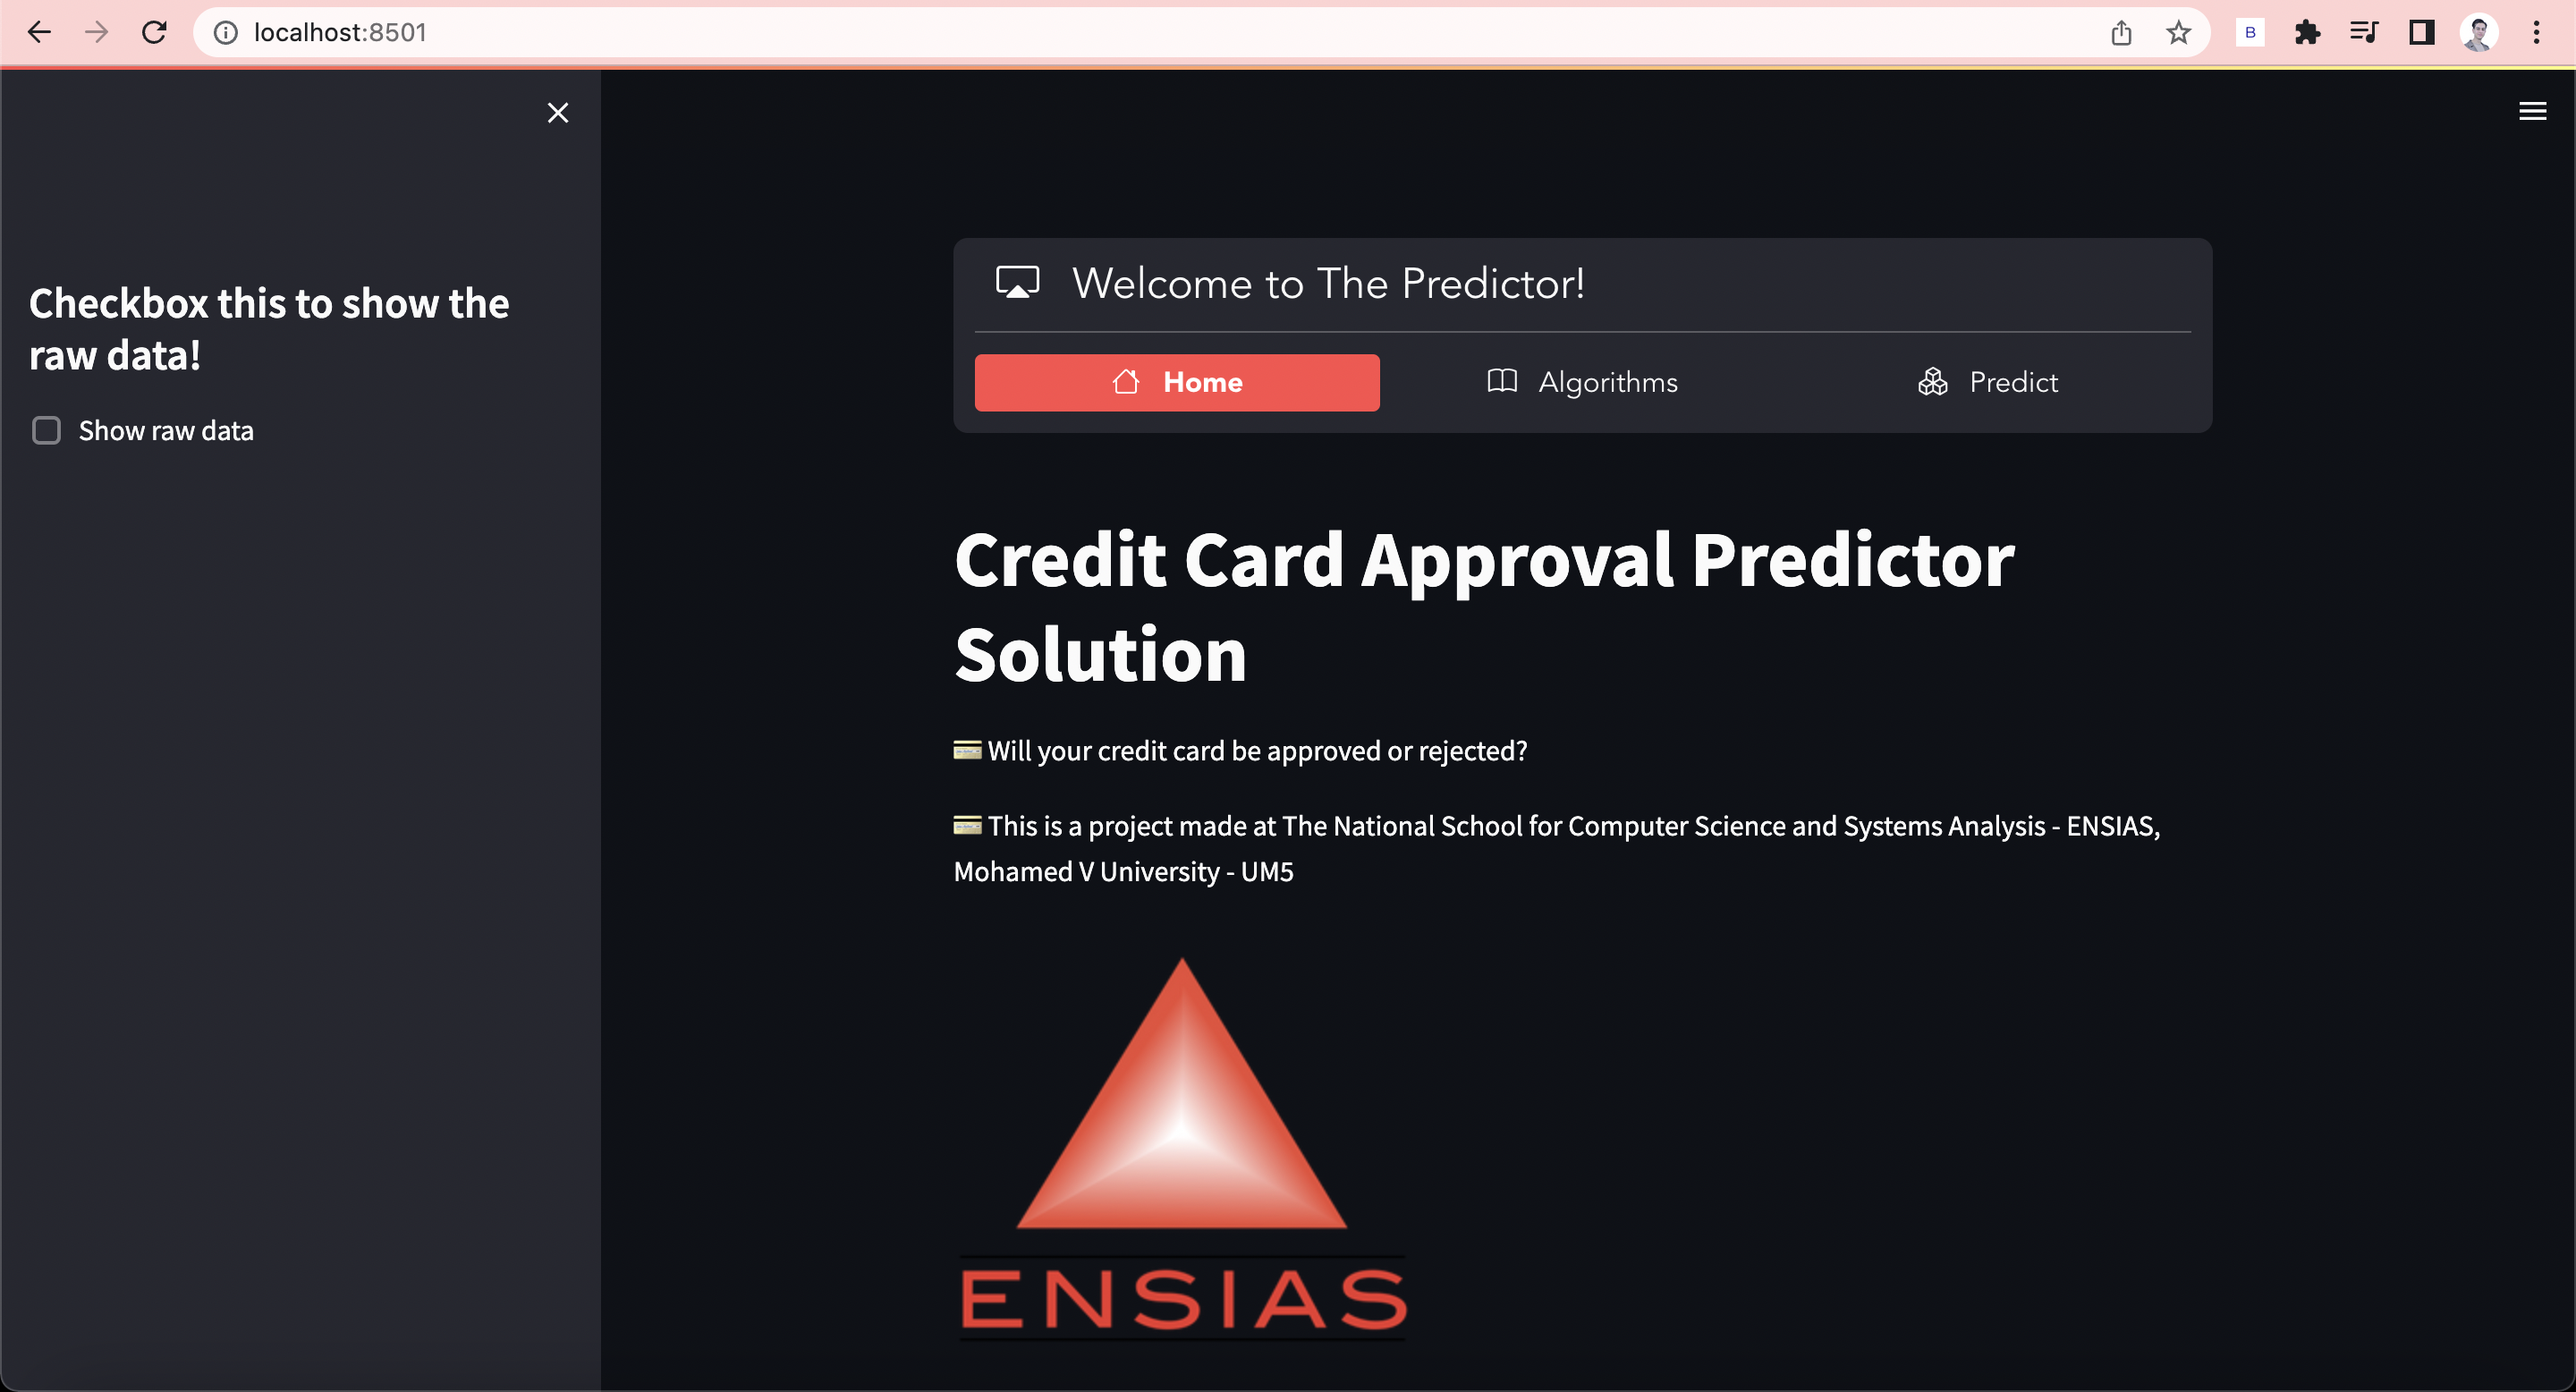 localhost:8501
B
Checkbox this to show the
raw data!
Show raw data
Welcome to The Predictor!
Home
Algorithms
Predict
Credit Card Approval Predictor
Solution
💳 Will your credit card be approved or rejected?
💳 This is a project made at The National School for Computer Science and Systems Analysis - ENSIAS,
Mohamed V University - UM5
ENSIAS